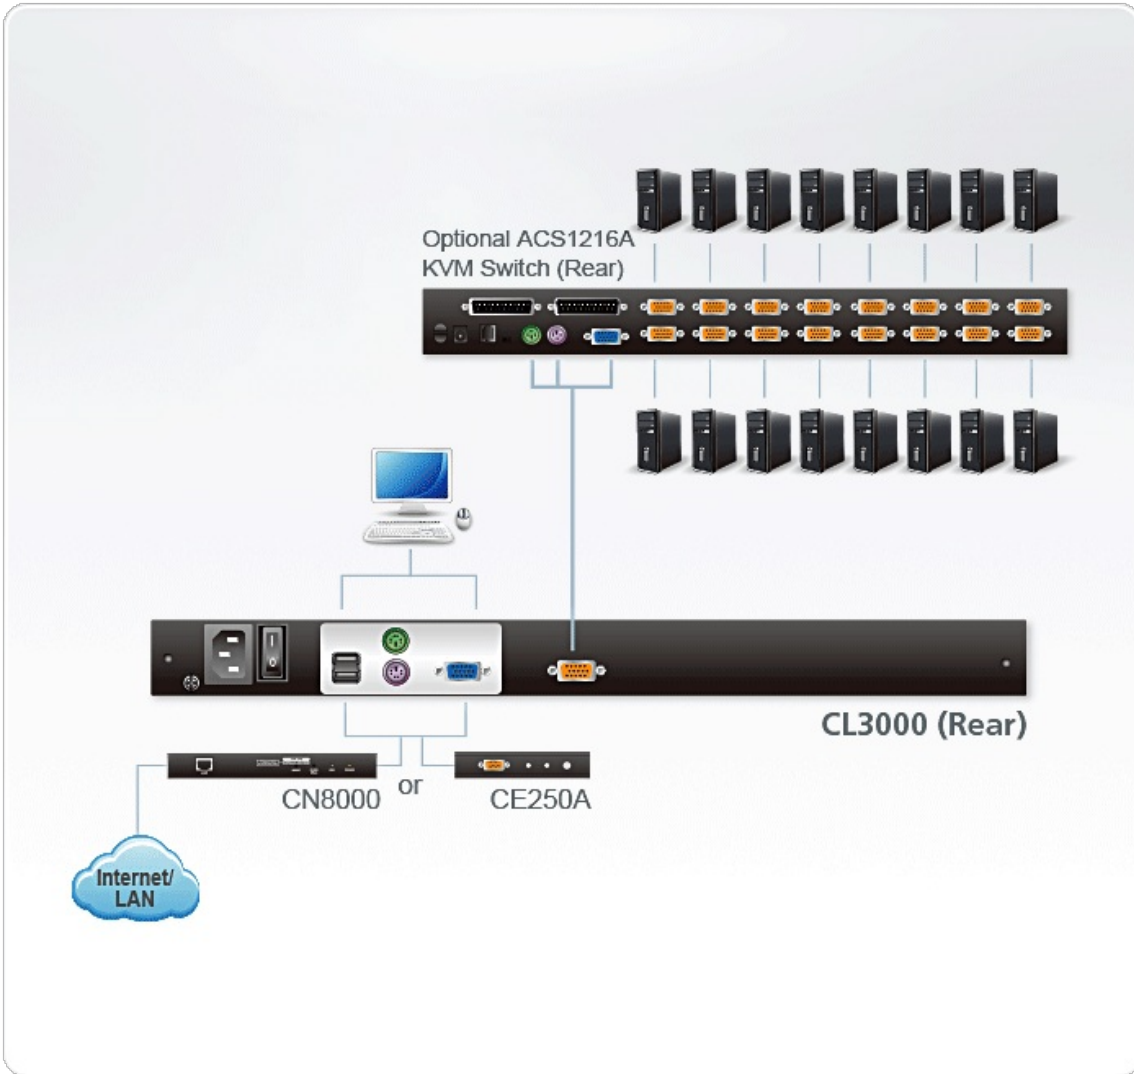 Optional ACS1216A
KVM Switch (Rear)
CL3000 (Rear)
CN8000
or
CE250A
Internet/
LAN